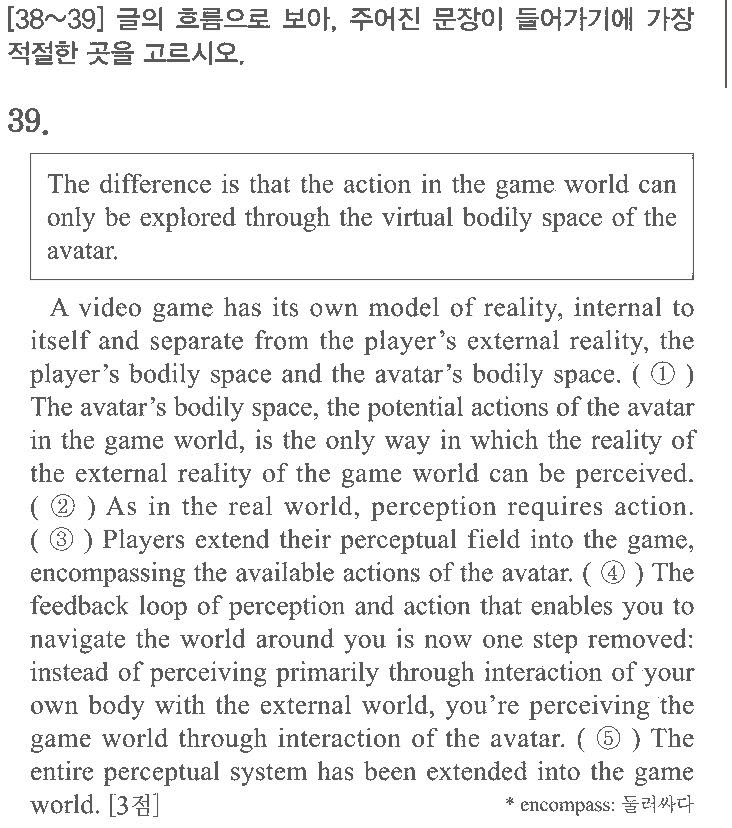 [38~39] 글의 흐름으로 보아, 주어진 문장이 들어가기에 가장
적절한 곳을 고르시오.
39.
The difference is that the action in the game world can
only be explored through the virtual bodily space of the
avatar.
A video game has its own model of reality, internal to
itself and separate from the player's external reality, the
player's bodily space and the avatar's bodily space. ( ① )
The avatar's bodily space, the potential actions of the avatar
in the game world, is the only way in which the reality of
the external reality of the game world can be perceived.
( ② ) As in the real world, perception requires action.
( ③ ) Players extend their perceptual field into the game,
encompassing the available actions of the avatar. ( ④ ) The
feedback loop of perception and action that enables you to
navigate the world around you is now one step removed:
instead of perceiving primarily through interaction of your
own body with the external world, you're perceiving the
game world through interaction of the avatar. ( ⑤ ) The
entire perceptual system has been extended into the game
world. [3점]
* encompass: 둘러싸다